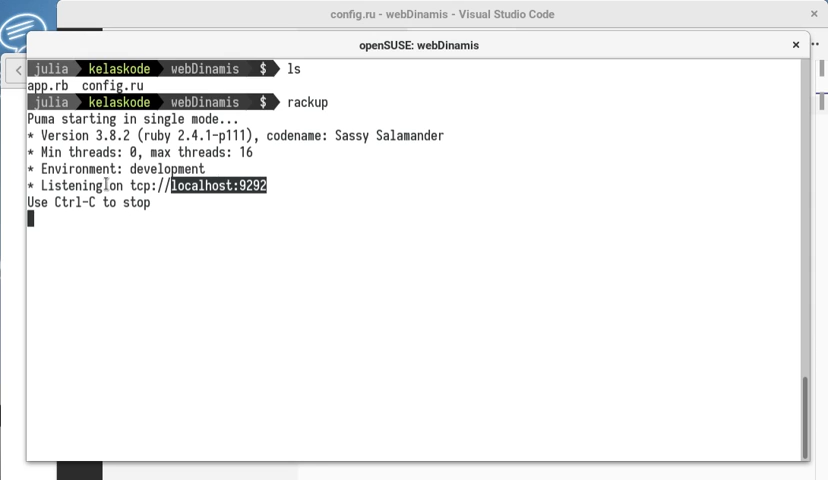 config.ru - webDinamis - Visual Studio Code
openSUSE: webDinamis
julia kelaskode webDinamis $ ls
app.rb config.ru
julia kelaskode webDinamis $ rackup
Puma starting in single mode...
* Version 3.8.2 (ruby 2.4.1-p111), codename: Sassy Salamander
* Min threads: 0, max threads: 16
* Environment: development
* Listening on tcp://localhost:9292
Use Ctrl-C to stop